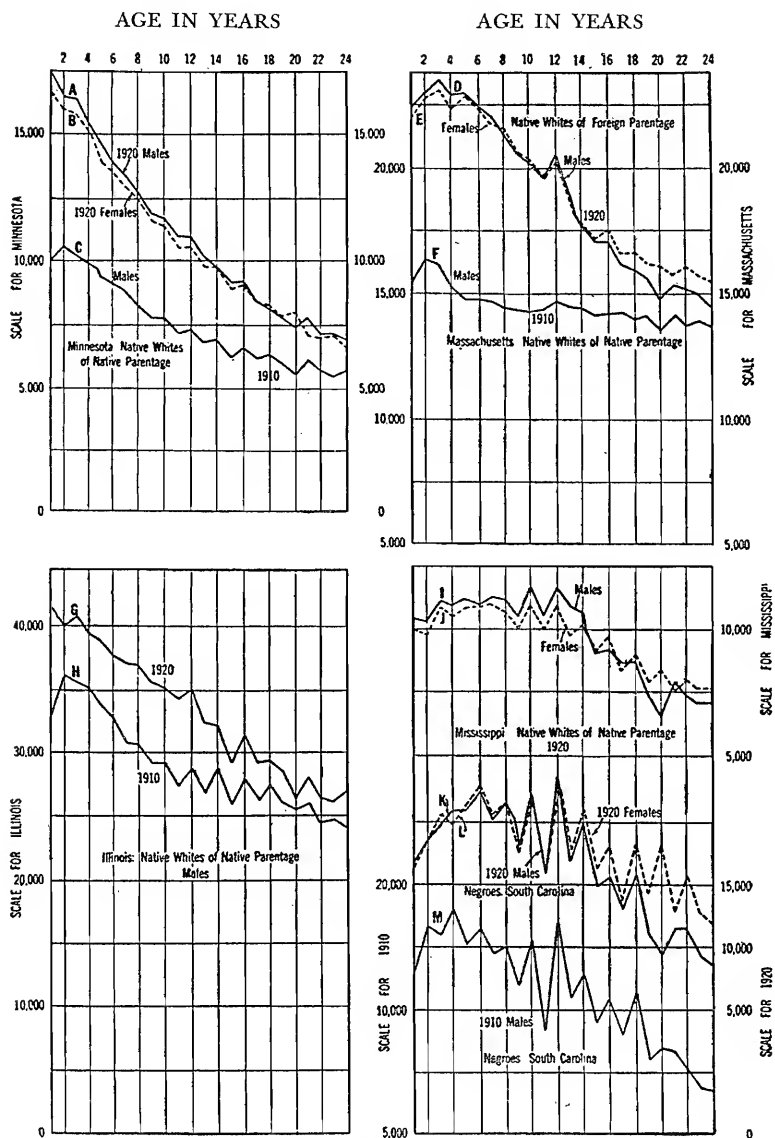 AGE IN YEARS
AGE IN YEARS
2 4 6 8 10 12 14 16 18 20 22 24
15,000
10,000
5,000
0
15,000
10,000
5,000
SCALE FOR MINNESOTA
A
B
1920 Males
1920 Females
C
Males
Minnesota Native Whites
of Native Parentage
1910
2 4 6 8 10 12 14 16 18 20 22 24
20,000
15,000
10,000
5.000
20,000
15,000
10,000
5,000
SCALE FOR MASSACHUSETTS
D
E
Native Whites of Foreign Parentage
Females
Males
1920
F
Males
1910
Massachusetts Native Whites of Native Parentage
40,000
30,000
20,000
10,000
0
SCALE FOR ILLINOIS
G
1920
H
1910
Illinois: Native Whites of Native Parentage
Males
I
J
Males
Females
10,000
5,000
SCALE FOR MISSISSIPPI
Mississippi Native Whites of Native Parentage
1920
K
L
1920 Females
1920 Males
Negroes South Carolina
20,000
10,000
5.000
SCALE FOR 1910
15,000
10,000
5,000
0
SCALE FOR 1920
M
1910 Males
Negroes South Carolina